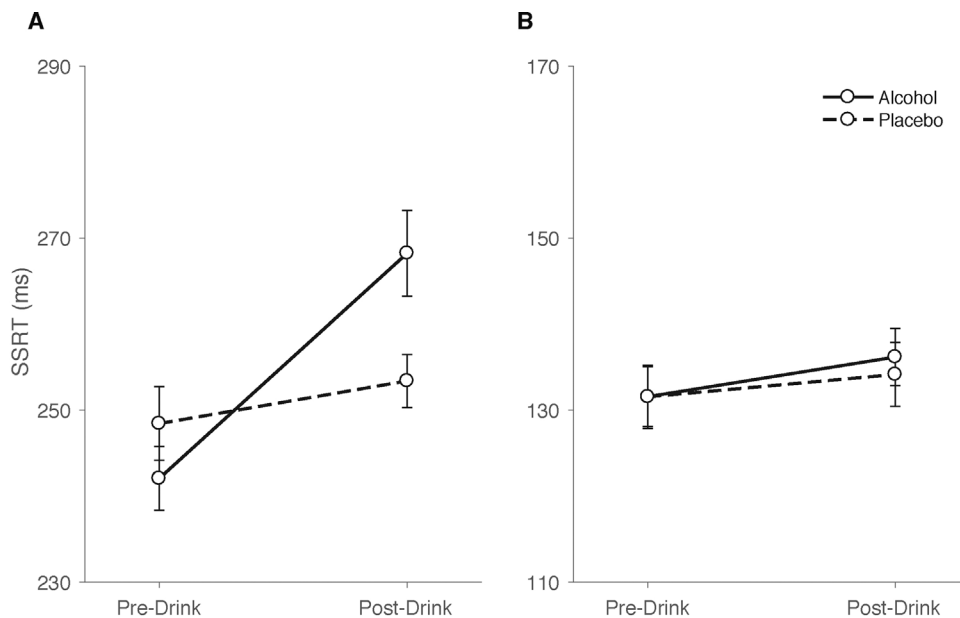 A
B
290
270
250
230
SSRT (ms)
Pre-Drink
Post-Drink
170
150
130
110
Alcohol
Placebo
Pre-Drink
Post-Drink